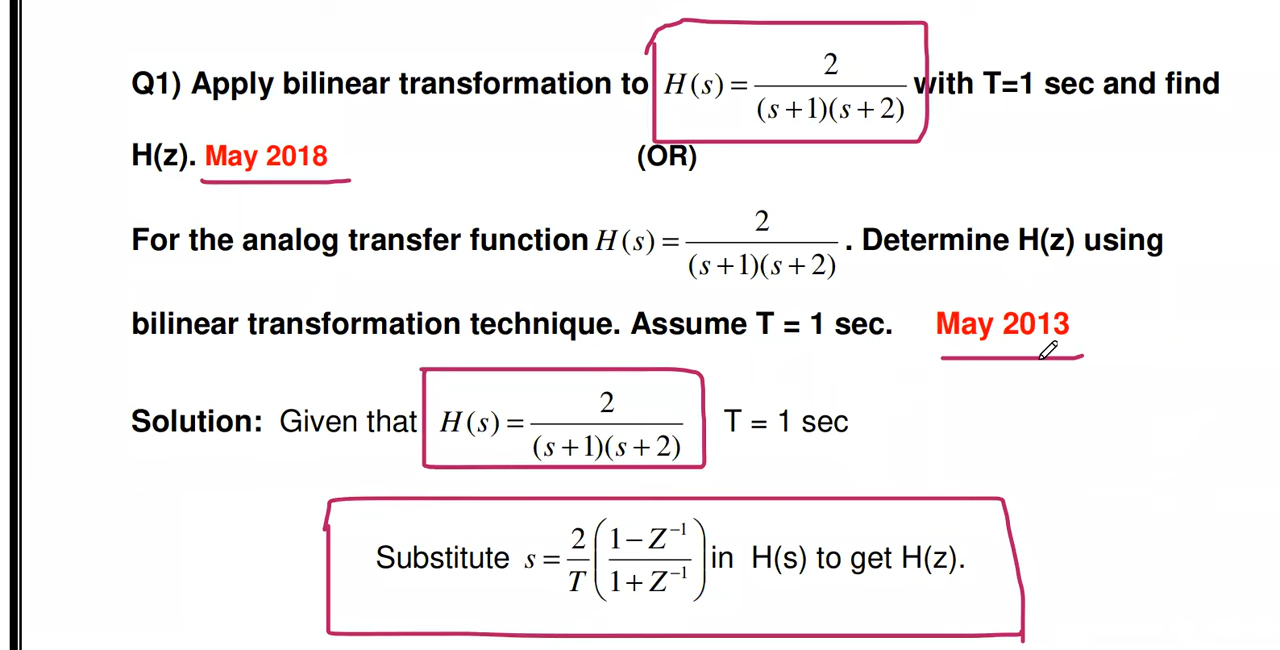 Q1) Apply bilinear transformation to H(s) = 2/((s+1)(s+2)) with T=1 sec and find
H(z). May 2018 (OR)
For the analog transfer function H(s) = 2/((s+1)(s+2)). Determine H(z) using
bilinear transformation technique. Assume T = 1 sec. May 2013
Solution: Given that H(s) = 2/((s+1)(s+2)) T = 1 sec
Substitute s = 2/T ((1−Z⁻¹)/(1+Z⁻¹)) in H(s) to get H(z).